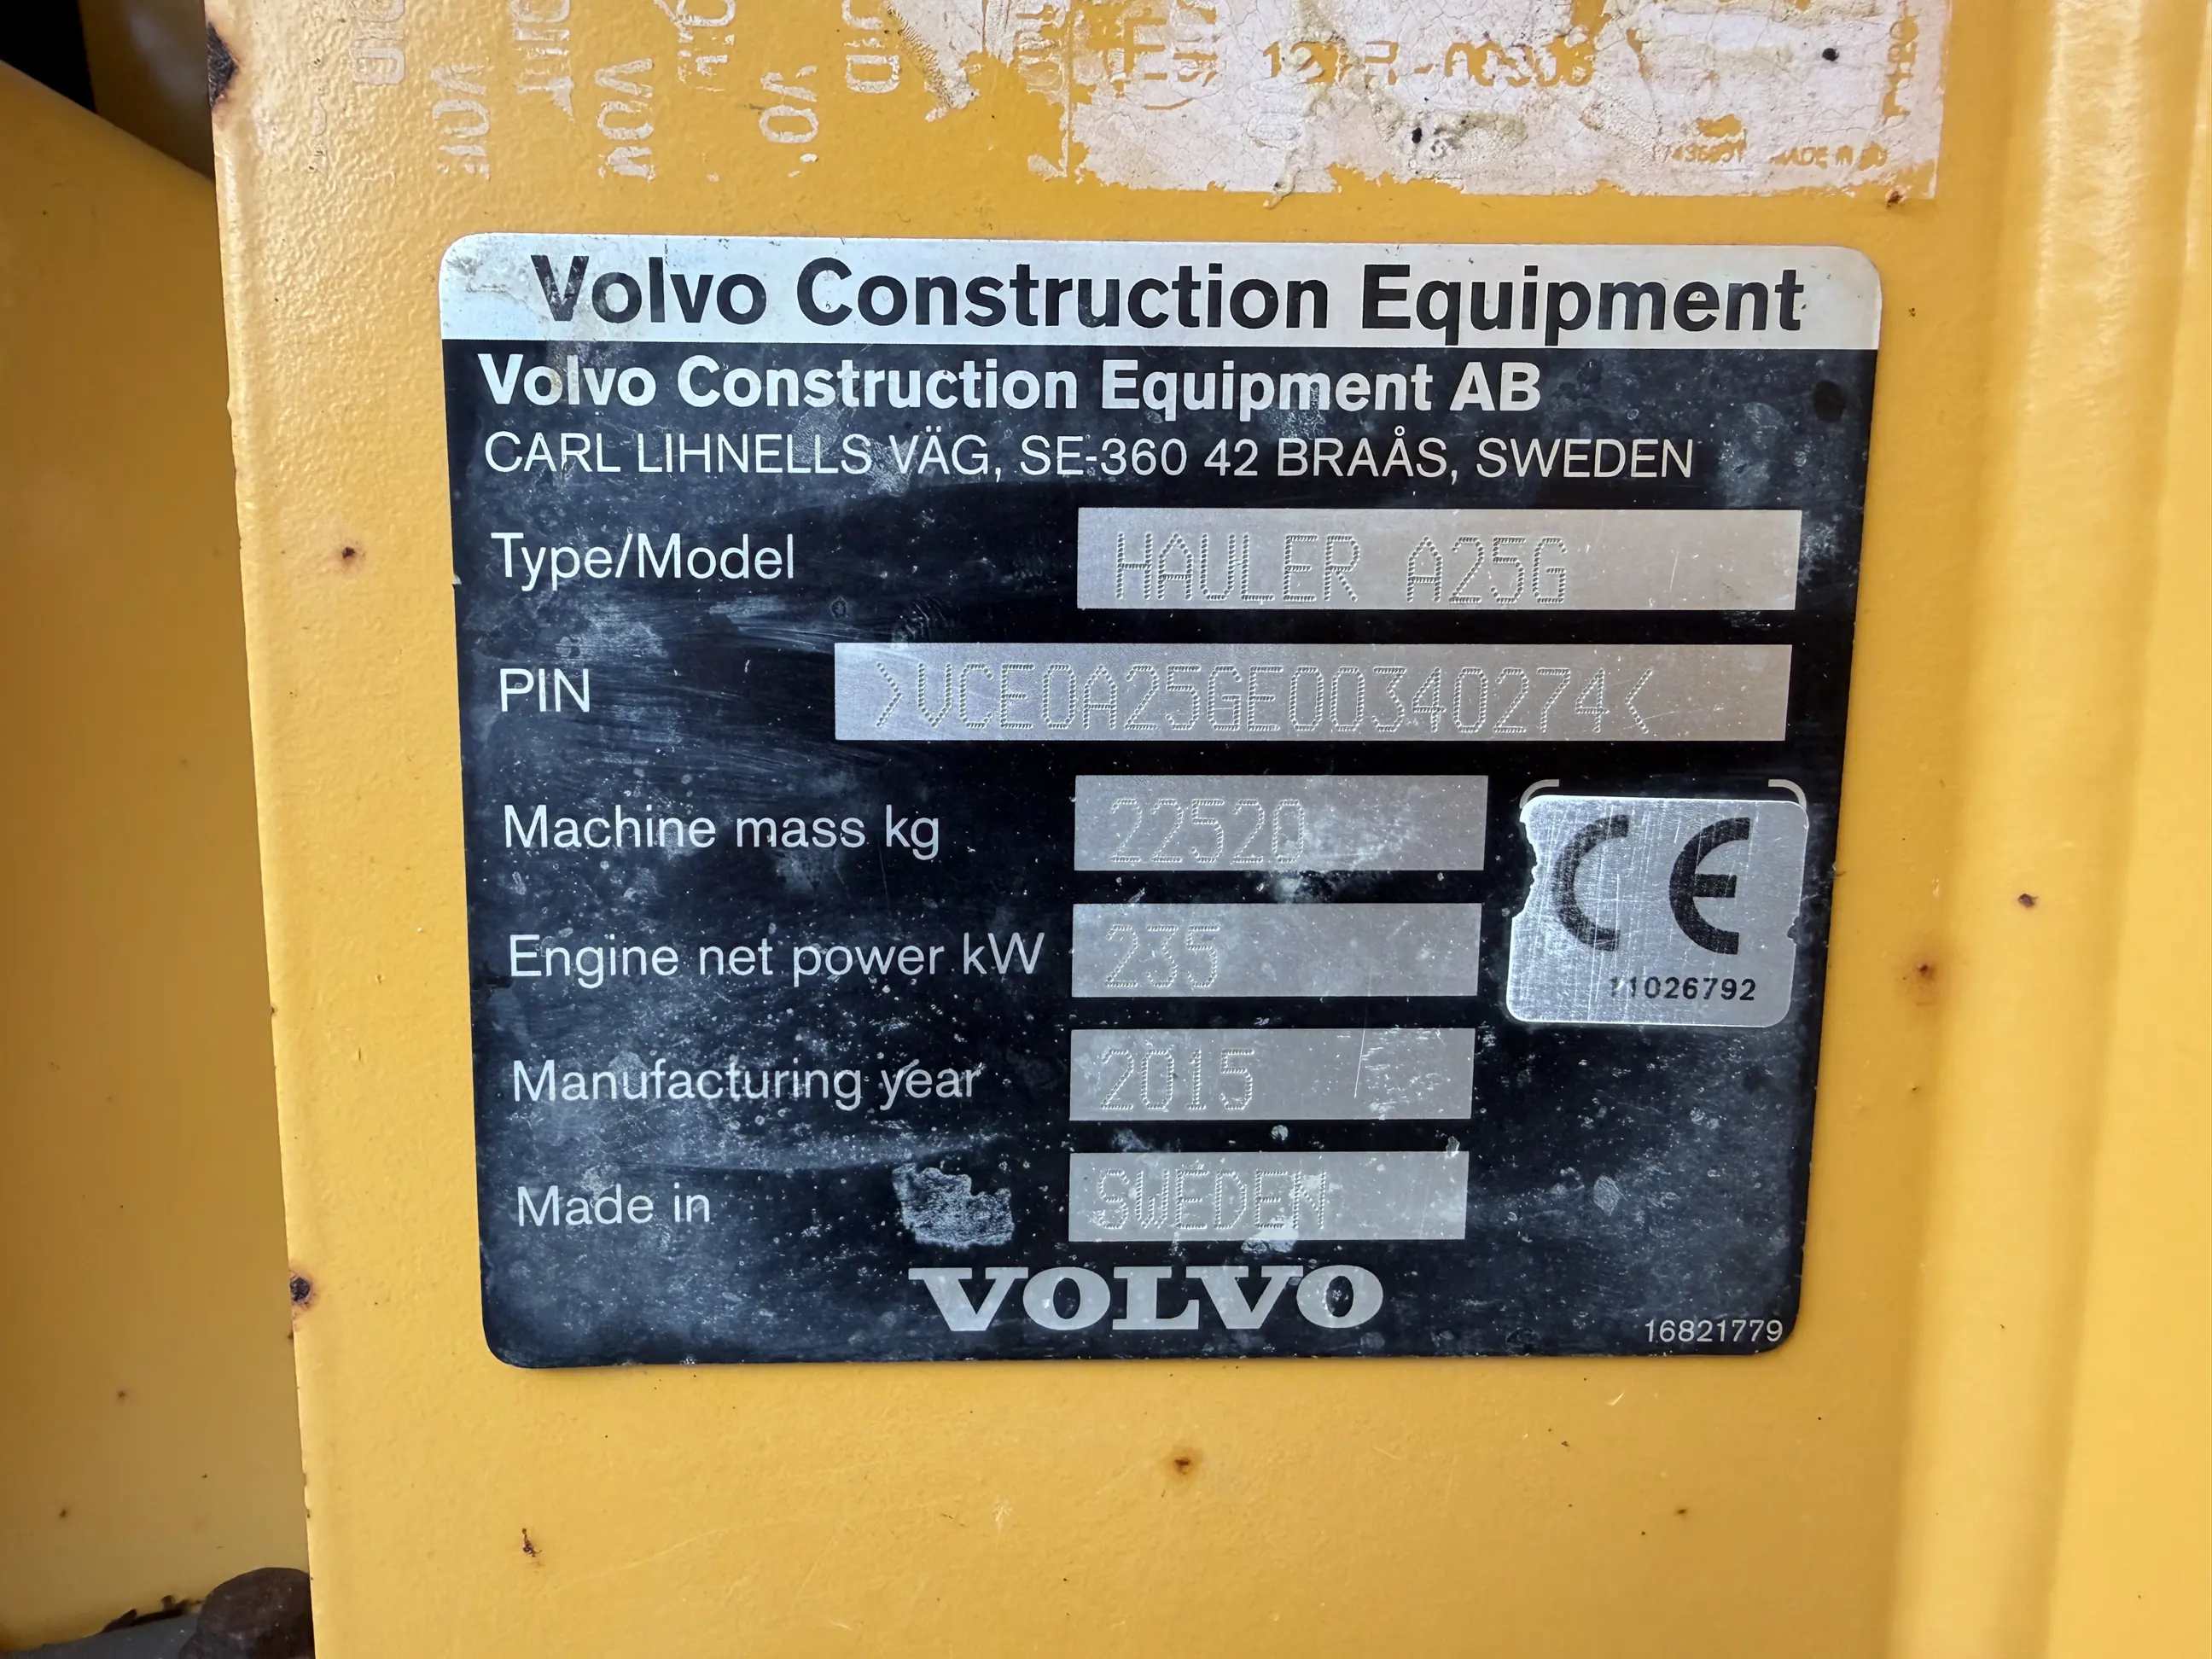 Volvo Construction Equipment
Volvo Construction Equipment AB
CARL LIHNELLS VÄG, SE-360 42 BRAÅS, SWEDEN
Type/Model HAULER A25G
PIN >VCE0A25GE00340274<
Machine mass kg 22520
CE
Engine net power kW 235
11026792
Manufacturing year 2015
Made in SWEDEN
VOLVO
16821779